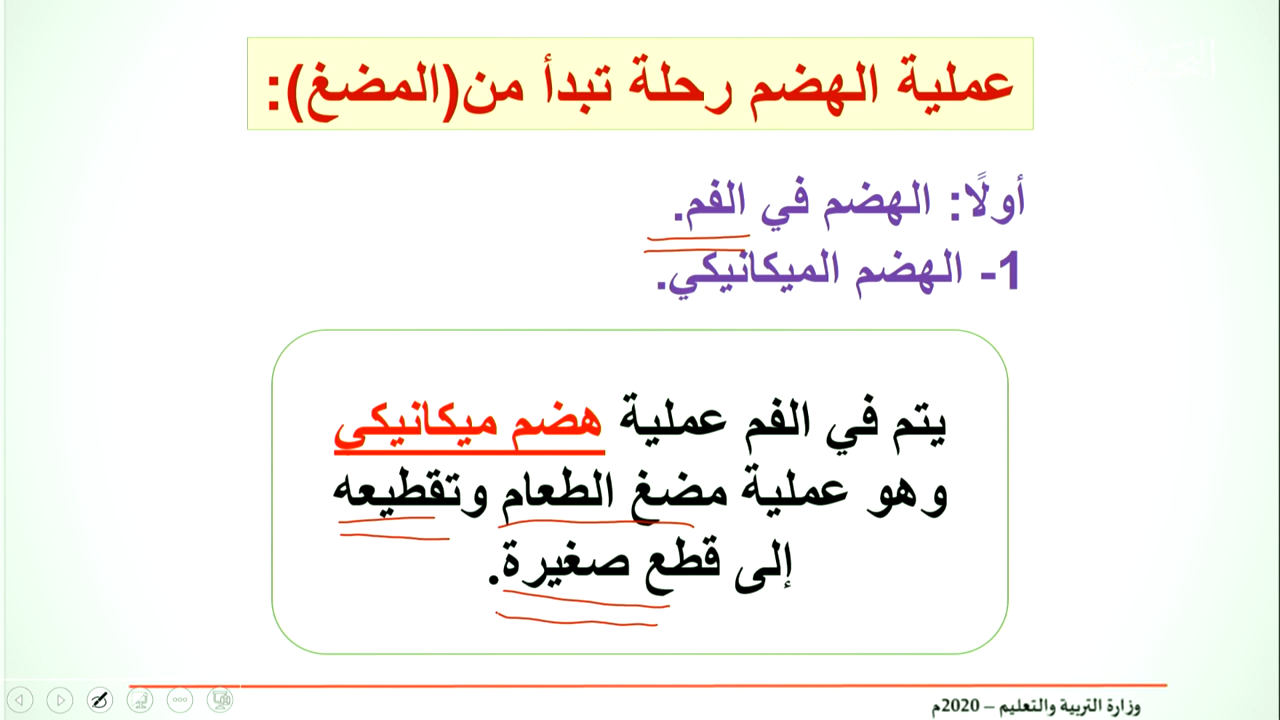 عملية الهضم رحلة تبدأ من(المضغ):
أولًا: الهضم في الفم.
1- الهضم الميكانيكي.
يتم في الفم عملية هضم ميكانيكي
وهو عملية مضغ الطعام وتقطيعه
إلى قطع صغيرة.
وزارة التربية والتعليم – 2020م